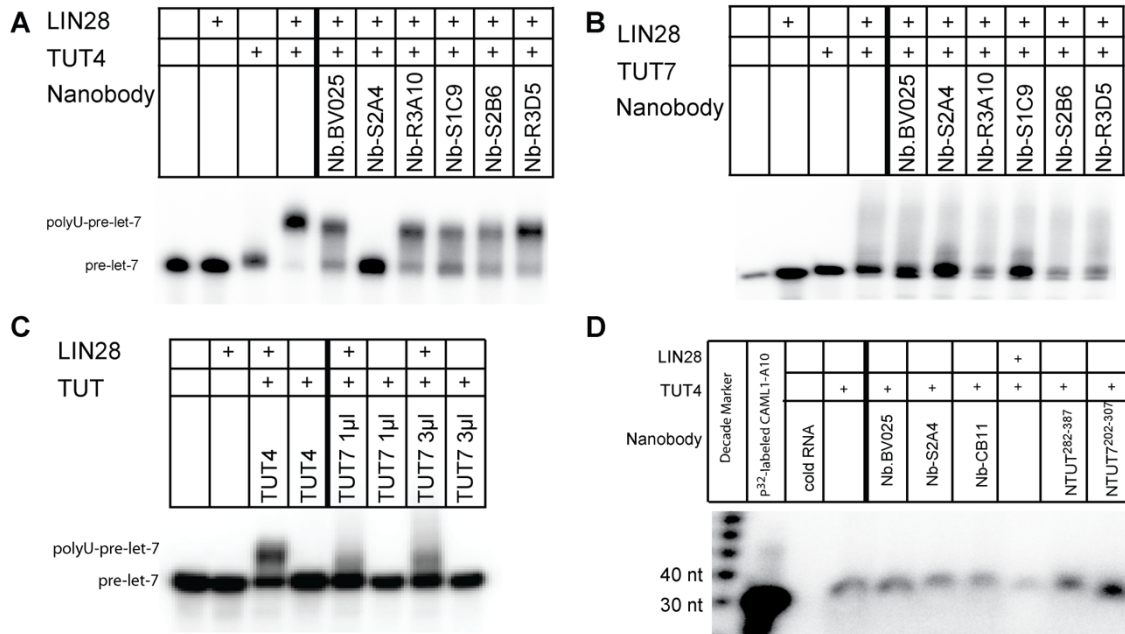 A
LIN28 + + + + + + + +
TUT4 + + + + + + + +
Nanobody Nb.BV025 Nb-S2A4 Nb-R3A10 Nb-S1C9 Nb-S2B6 Nb-R3D5
polyU-pre-let-7
pre-let-7
B
LIN28 + + + + + + + +
TUT7 + + + + + + + +
Nanobody Nb.BV025 Nb-S2A4 Nb-R3A10 Nb-S1C9 Nb-S2B6 Nb-R3D5
C
LIN28 + + + +
TUT + + + + + +
TUT4 TUT4 TUT7 1µl TUT7 1µl TUT7 3µl TUT7 3µl
polyU-pre-let-7
pre-let-7
D
LIN28 +
TUT4 + + + + + + +
Nanobody Decade Marker P32-labeled CAML1-A10 cold RNA Nb.BV025 Nb-S2A4 Nb-CB11 NTUT282-387 NTUT7202-307
40 nt
30 nt